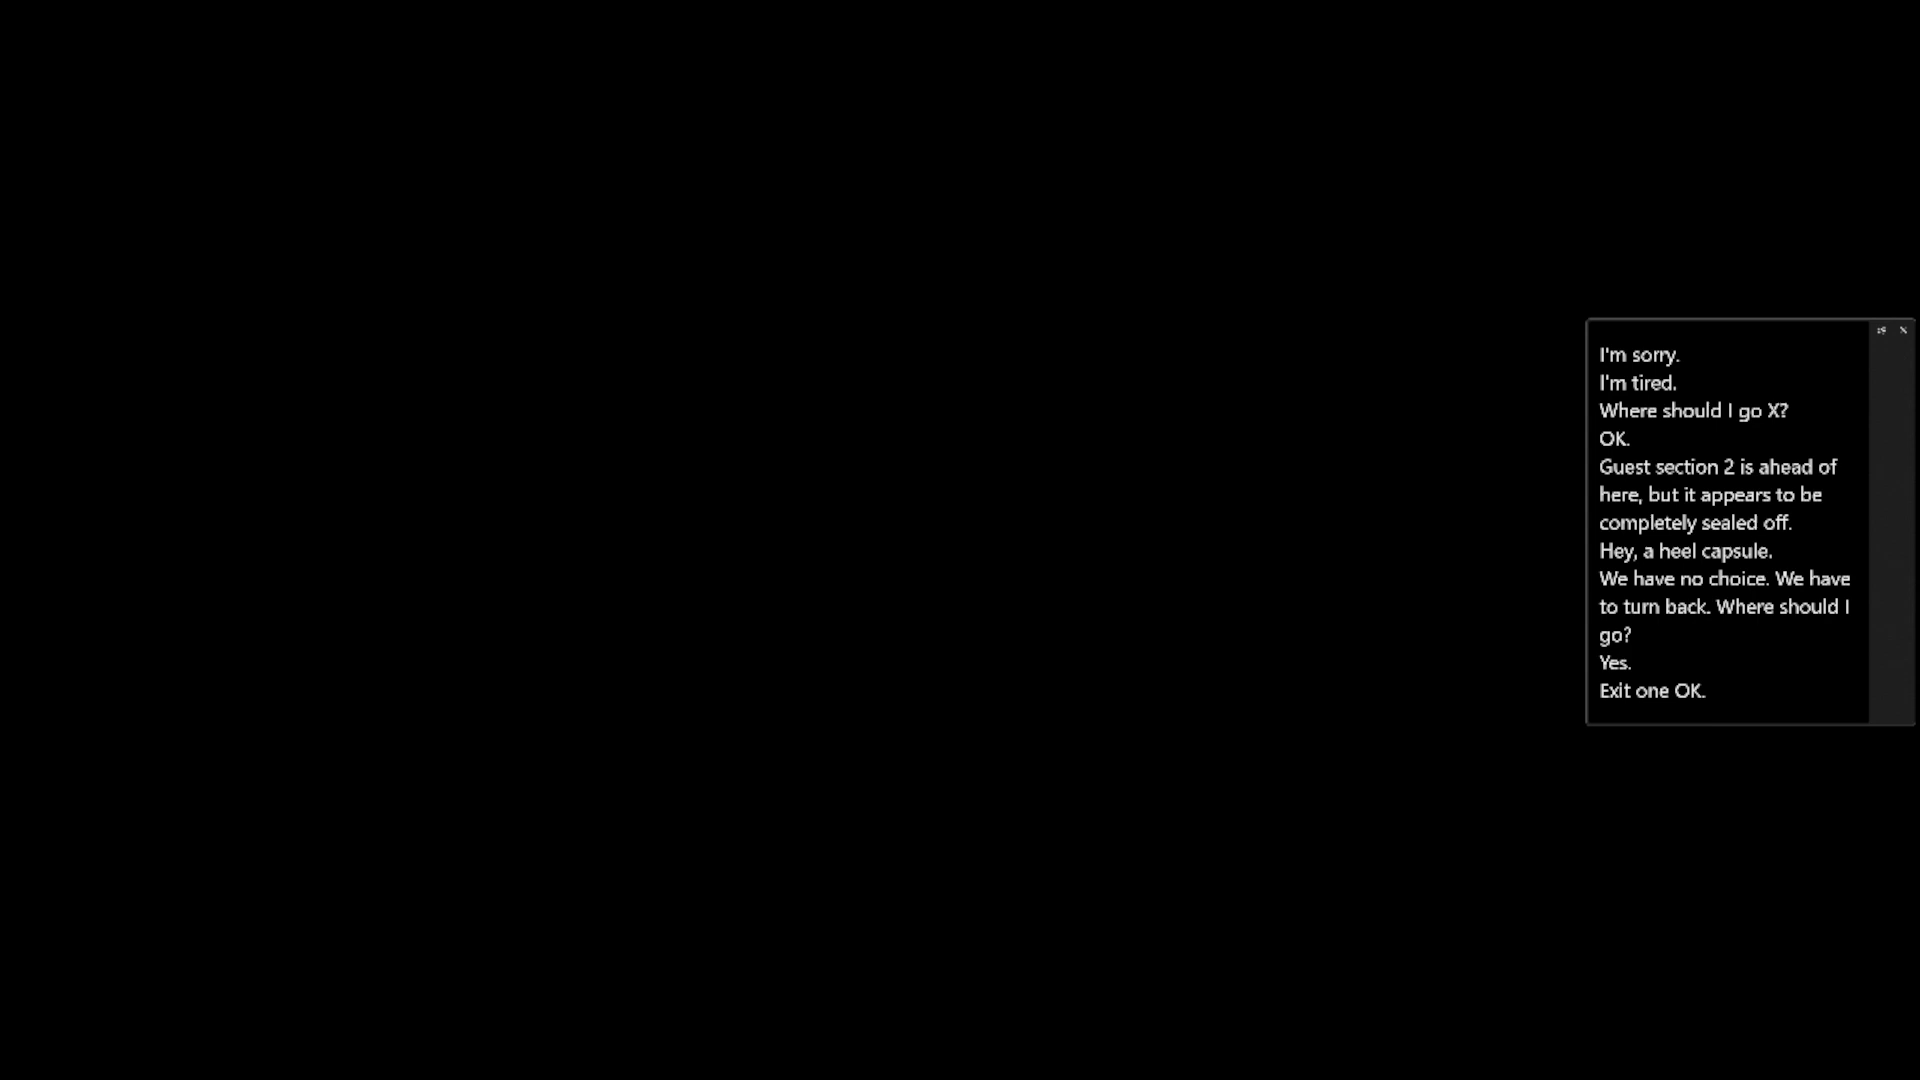 I'm sorry.
I'm tired.
Where should I go X?
OK.
Guest section 2 is ahead of
here, but it appears to be
completely sealed off.
Hey, a heel capsule.
We have no choice. We have
to turn back. Where should I
go?
Yes.
Exit one OK.